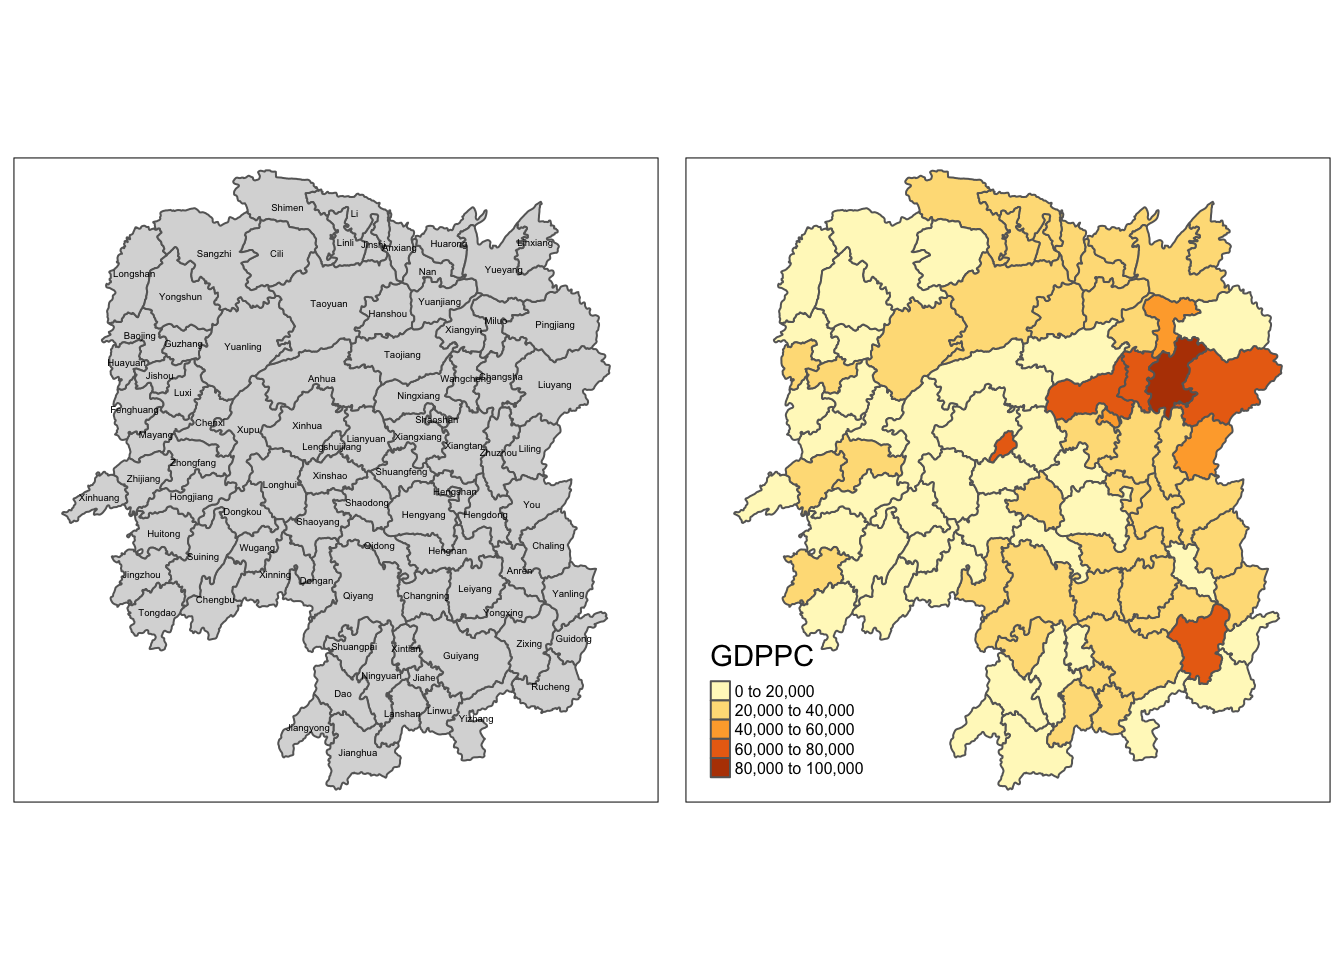 Shimen
Li
Linli
Jinshi
Anxiang
Huarong
Linxiang
Sangzhi
Cili
Longshan
Nan
Yueyang
Yongshun
Taoyuan
Yuanjiang
Hanshou
Miluo
Xiangyin
Pingjiang
Baojing
Guzhang
Yuanling
Taojiang
Huayuan
Jishou
Anhua
Wangcheng
Changsha
Liuyang
Luxi
Ningxiang
Fenghuang
Chenxi
Shaoshan
Xupu
Xinhua
Mayang
Lianyuan
Xiangxiang
Lengshuijiang
Xiangtan
Zhuzhou
Liling
Zhongfang
Shuangfeng
Zhijiang
Xinshao
Longhui
Xinhuang
Hongjiang
Hengshan
Shaodong
You
Dongkou
Hengyang
Hengdong
Shaoyang
Huitong
Wugang
Qidong
Hengnan
Chaling
Suining
Jingzhou
Xinning
Dongan
Anren
Leiyang
Qiyang
Changning
Yanling
Chengbu
Tongdao
Yongxing
Guidong
Zixing
Shuangpai
Xintian
Guiyang
Ningyuan
Jiahe
Rucheng
Dao
Lanshan
Linwu
Yizhang
Jiangyong
Jianghua
GDPPC
0 to 20,000
20,000 to 40,000
40,000 to 60,000
60,000 to 80,000
80,000 to 100,000